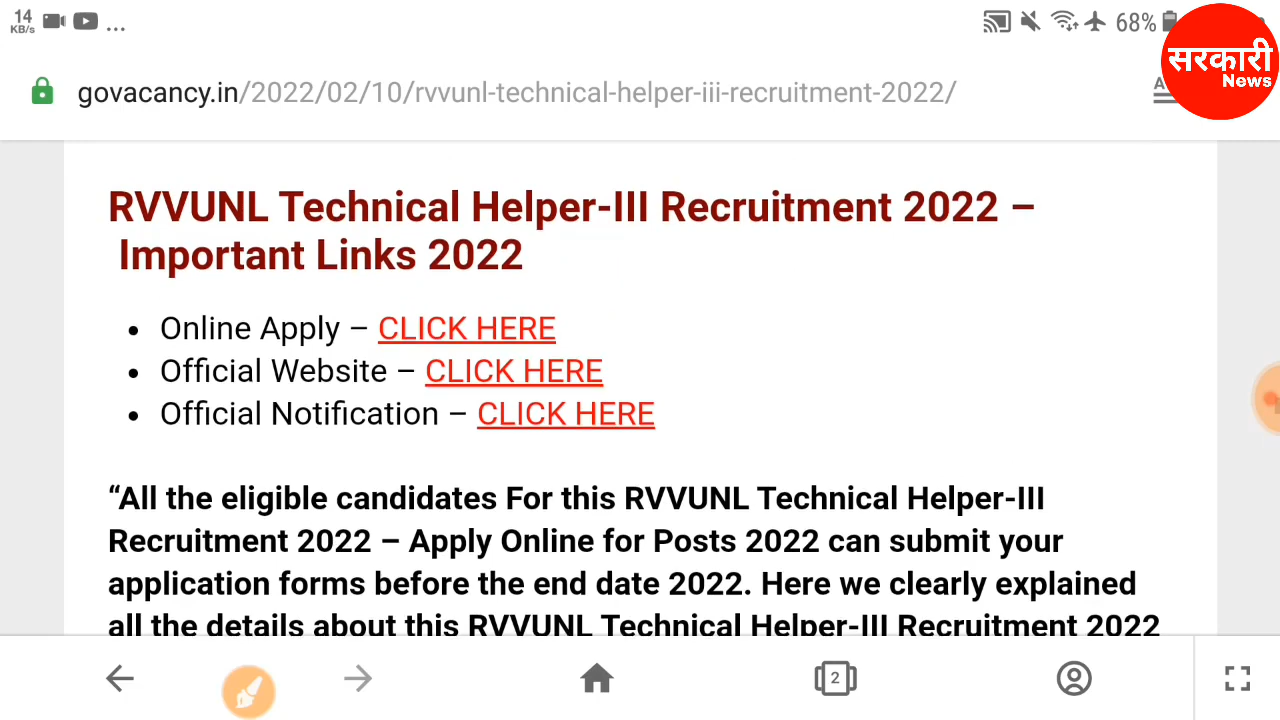 14
KB/s
...
68%
सरकारी
News
govacancy.in/2022/02/10/rvvunl-technical-helper-iii-recruitment-2022/
A
RVVUNL Technical Helper-III Recruitment 2022 –
Important Links 2022
• Online Apply – CLICK HERE
• Official Website – CLICK HERE
• Official Notification – CLICK HERE
“All the eligible candidates For this RVVUNL Technical Helper-III
Recruitment 2022 – Apply Online for Posts 2022 can submit your
application forms before the end date 2022. Here we clearly explained
all the details about this RVVUNL Technical Helper-III Recruitment 2022
2